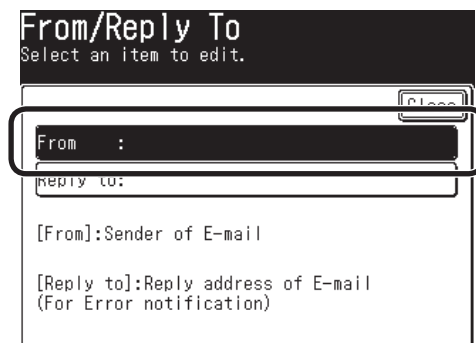 From/Reply To
Select an item to edit.
Close
From   :
Reply to:
[From]:Sender of E-mail
[Reply to]:Reply address of E-mail
(For Error notification)